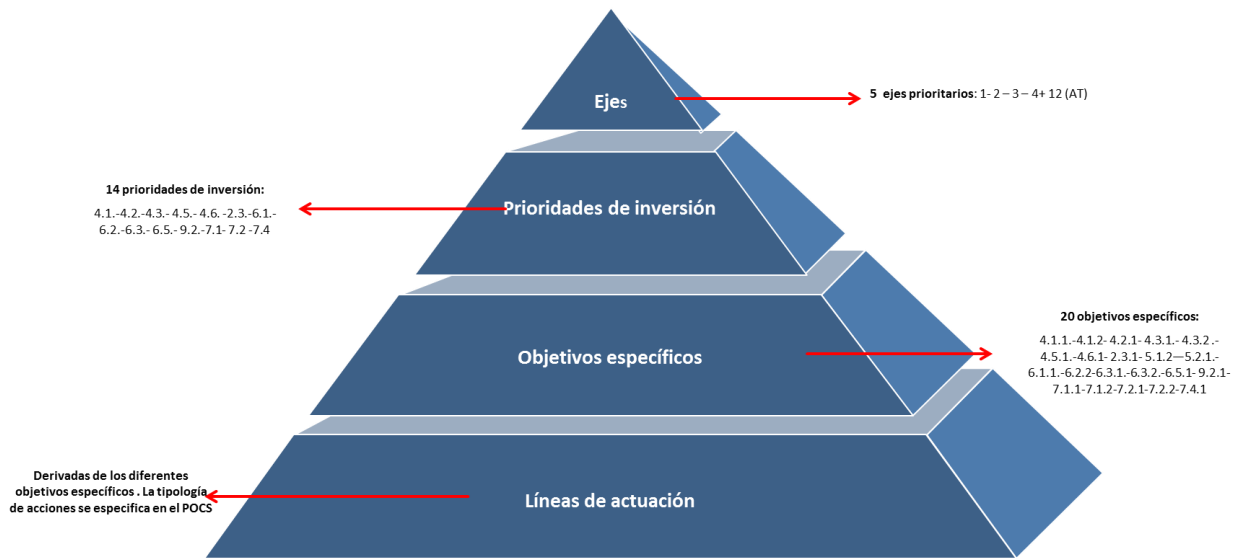 Ejes
5 ejes prioritarios: 1- 2 – 3 – 4+ 12 (AT)
14 prioridades de inversión:
4.1.-4.2.-4.3.- 4.5.- 4.6. -2.3.-6.1.-
6.2.-6.3.- 6.5.- 9.2.-7.1- 7.2 -7.4
Prioridades de inversión
20 objetivos específicos:
4.1.1.-4.1.2- 4.2.1- 4.3.1.- 4.3.2.-
4.5.1.-4.6.1- 2.3.1- 5.1.2—5.2.1.-
6.1.1.-6.2.2-6.3.1.-6.3.2.-6.5.1- 9.2.1-
7.1.1-7.1.2-7.2.1-7.2.2-7.4.1
Objetivos específicos
Derivadas de los diferentes
objetivos específicos . La tipología
de acciones se especifica en el POCS
Líneas de actuación